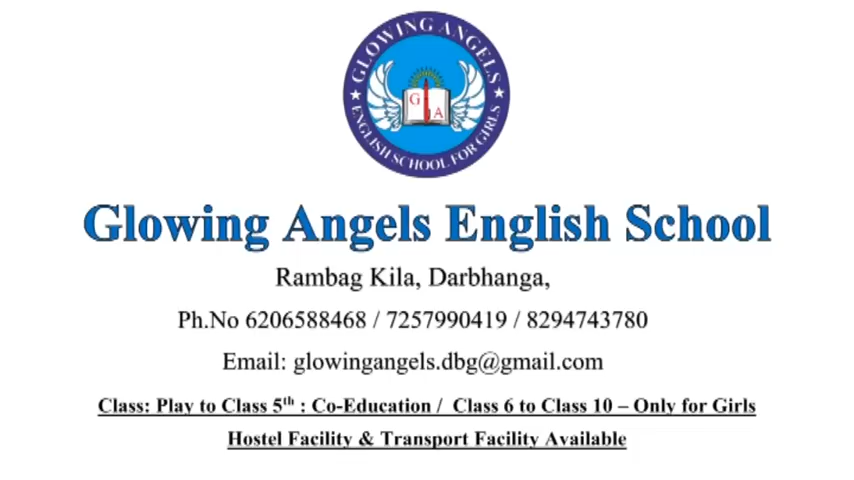 GLOWING ANGELS
G A
ENGLISH SCHOOL FOR GIRLS
Glowing Angels English School
Rambag Kila, Darbhanga,
Ph.No 6206588468 / 7257990419 / 8294743780
Email: glowingangels.dbg@gmail.com
Class: Play to Class 5th : Co-Education / Class 6 to Class 10 – Only for Girls
Hostel Facility & Transport Facility Available